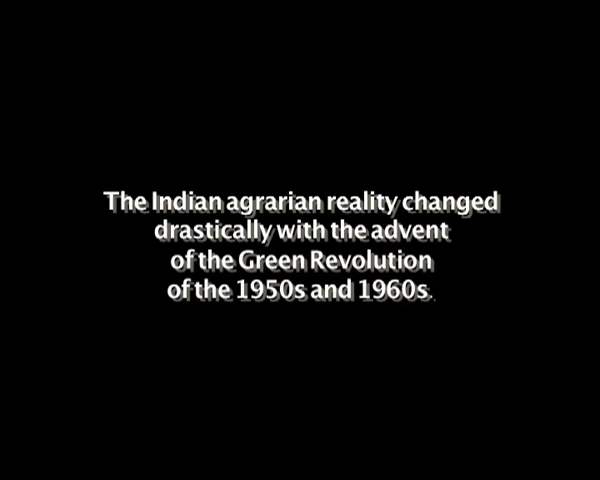 The Indian agrarian reality changed
drastically with the advent
of the Green Revolution
of the 1950s and 1960s.